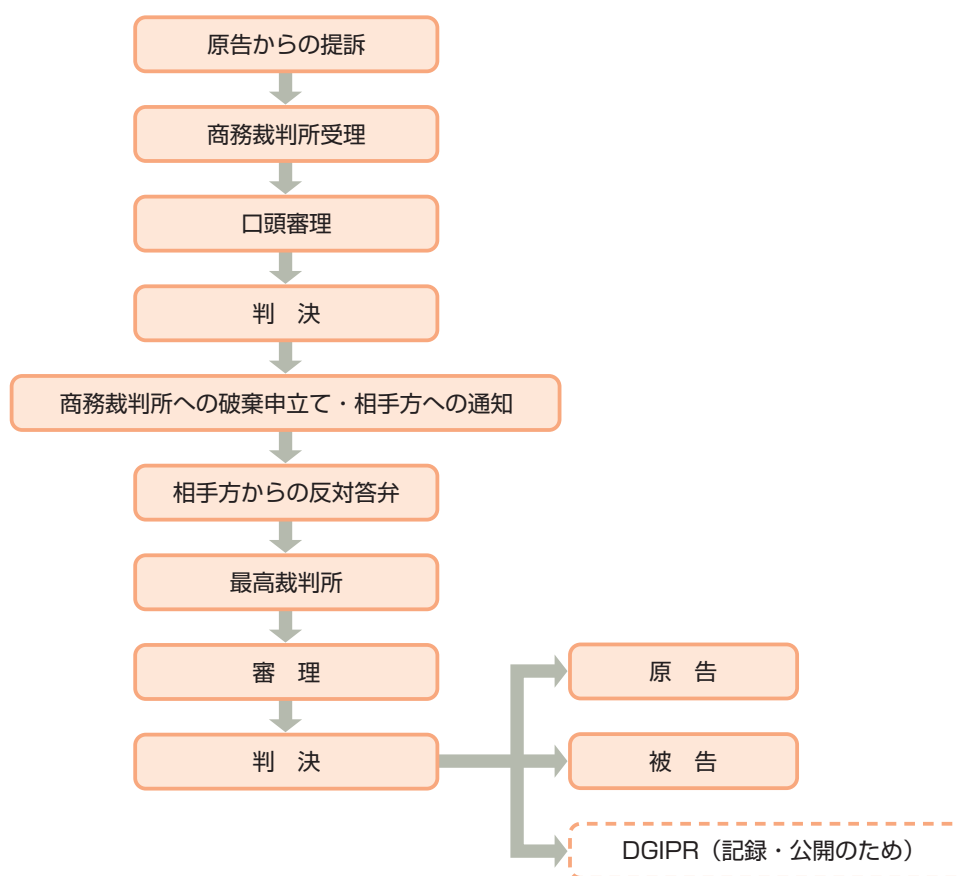 原告からの提訴
商務裁判所受理
口頭審理
判　決
商務裁判所への破棄申立て・相手方への通知
相手方からの反対答弁
最高裁判所
審　理
判　決
原　告
被　告
DGIPR（記録・公開のため）